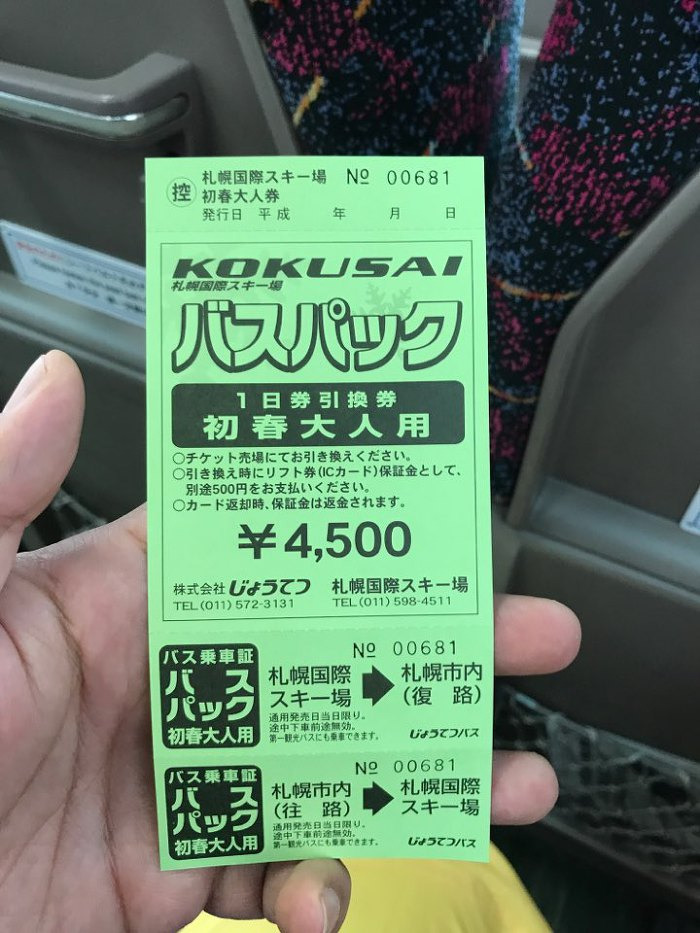 控
札幌国際スキー場 № 00681
初春大人券
発行日 平成 年 月 日
KOKUSAI
札幌国際スキー場
バスパック
1日券引換券
初春大人用
○チケット売場にてお引き換えください。
○引き換え時にリフト券(ICカード)保証金として、
別途500円をお支払いください。
○カード返却時、保証金は返金されます。
¥4,500
株式会社 じょうてつ 札幌国際スキー場
TEL(011)572-3131 TEL(011)598-4511
バス乗車証
バス
パック
初春大人用
№ 00681
札幌国際
スキー場
札幌市内
(復路)
通用発売日当日限り。
途中下車前途無効。
第一観光バスにも乗車できます。
じょうてつバス
バス乗車証
バス
パック
初春大人用
№ 00681
札幌市内
(往路)
札幌国際
スキー場
通用発売日当日限り。
途中下車前途無効。
第一観光バスにも乗車できます。
じょうてつバス